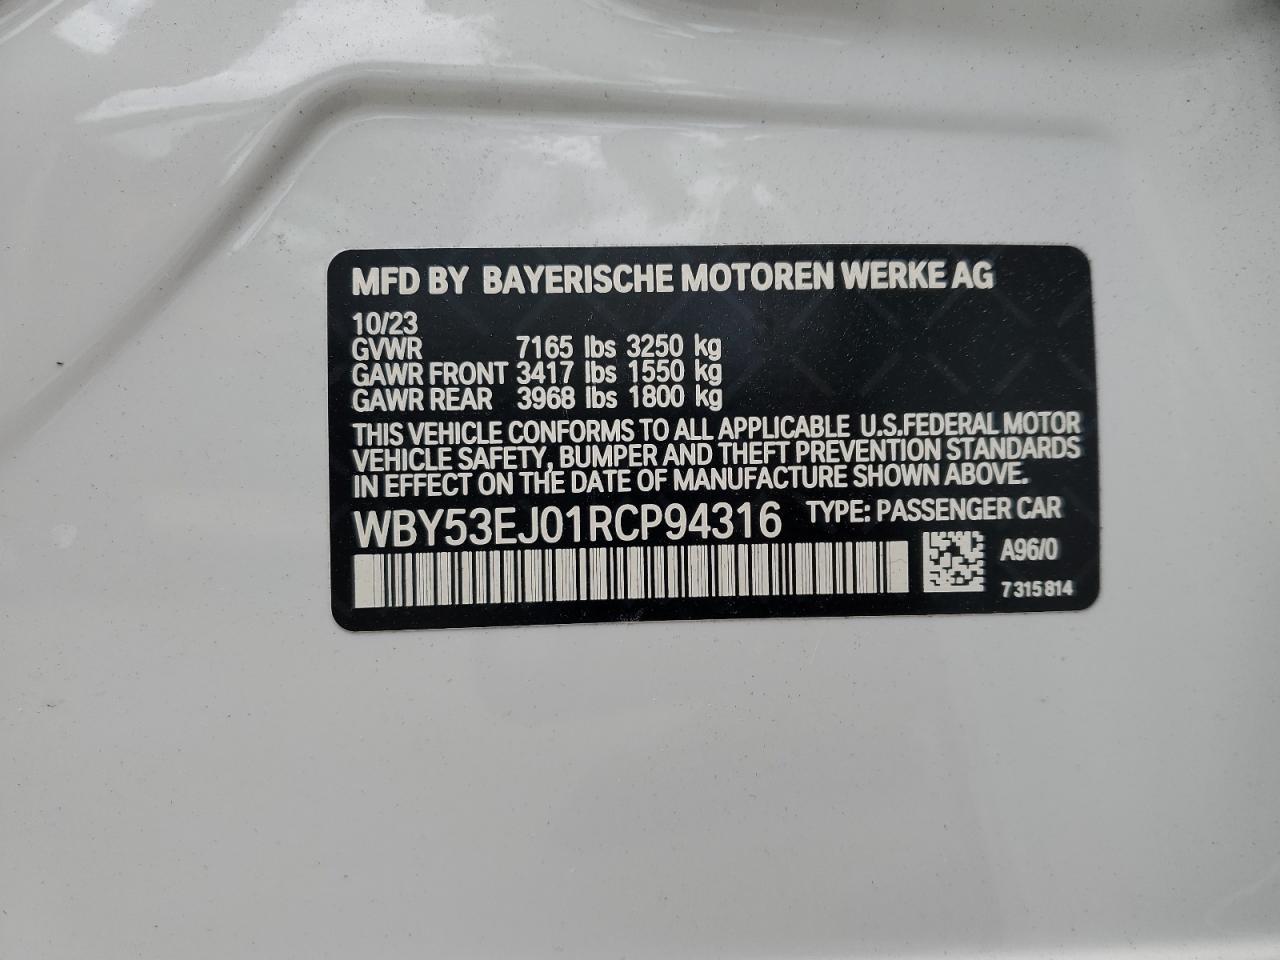 MFD BY BAYERISCHE MOTOREN WERKE AG
10/23
GVWR 7165 lbs 3250 kg
GAWR FRONT 3417 lbs 1550 kg
GAWR REAR 3968 lbs 1800 kg
THIS VEHICLE CONFORMS TO ALL APPLICABLE U.S.FEDERAL MOTOR
VEHICLE SAFETY, BUMPER AND THEFT PREVENTION STANDARDS
IN EFFECT ON THE DATE OF MANUFACTURE SHOWN ABOVE.
WBY53EJ01RCP94316 TYPE: PASSENGER CAR
A96/0
7 315 814